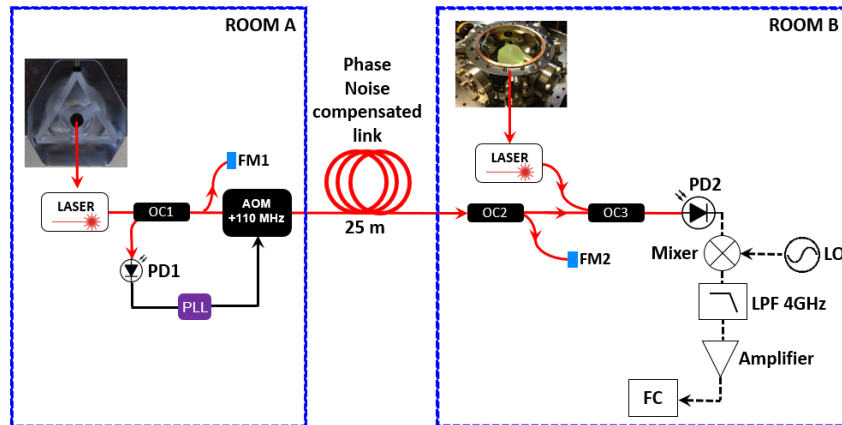 ROOM A
ROOM B
Phase
Noise
compensated
link
25 m
LASER
OC1
FM1
AOM
+110 MHz
PD1
PLL
LASER
OC2
OC3
PD2
FM2
Mixer
LO
LPF 4GHz
Amplifier
FC